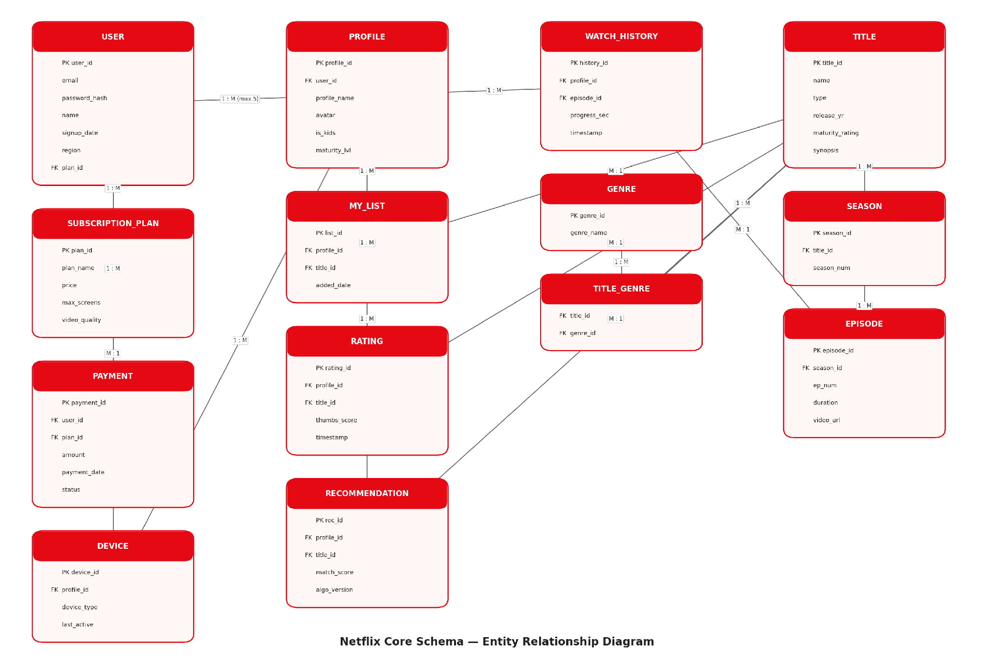 USER
PK user_id
email
password_hash
name
signup_date
region
FK plan_id
1 : M (max 5)
PROFILE
PK profile_id
FK user_id
profile_name
avatar
is_kids
maturity_lvl
1 : M
WATCH_HISTORY
PK history_id
FK profile_id
FK episode_id
progress_sec
timestamp
TITLE
PK title_id
name
type
release_yr
maturity_rating
synopsis
1 : M
1 : M
M : 1
1 : M
SUBSCRIPTION_PLAN
PK plan_id
plan_name
1 : M
price
max_screens
video_quality
M : 1
MY_LIST
PK list_id
1 : M
FK profile_id
FK title_id
added_date
1 : M
GENRE
PK genre_id
genre_name
M : 1
1 : M
1 : M
M : 1
SEASON
PK season_id
FK title_id
season_num
1 : M
TITLE_GENRE
FK title_id
M : 1
FK genre_id
1 : M
PAYMENT
PK payment_id
FK user_id
FK plan_id
amount
payment_date
status
RATING
PK rating_id
FK profile_id
FK title_id
thumbs_score
timestamp
EPISODE
PK episode_id
FK season_id
ep_num
duration
video_url
DEVICE
PK device_id
FK profile_id
device_type
last_active
RECOMMENDATION
PK rec_id
FK profile_id
FK title_id
match_score
algo_version
Netflix Core Schema — Entity Relationship Diagram